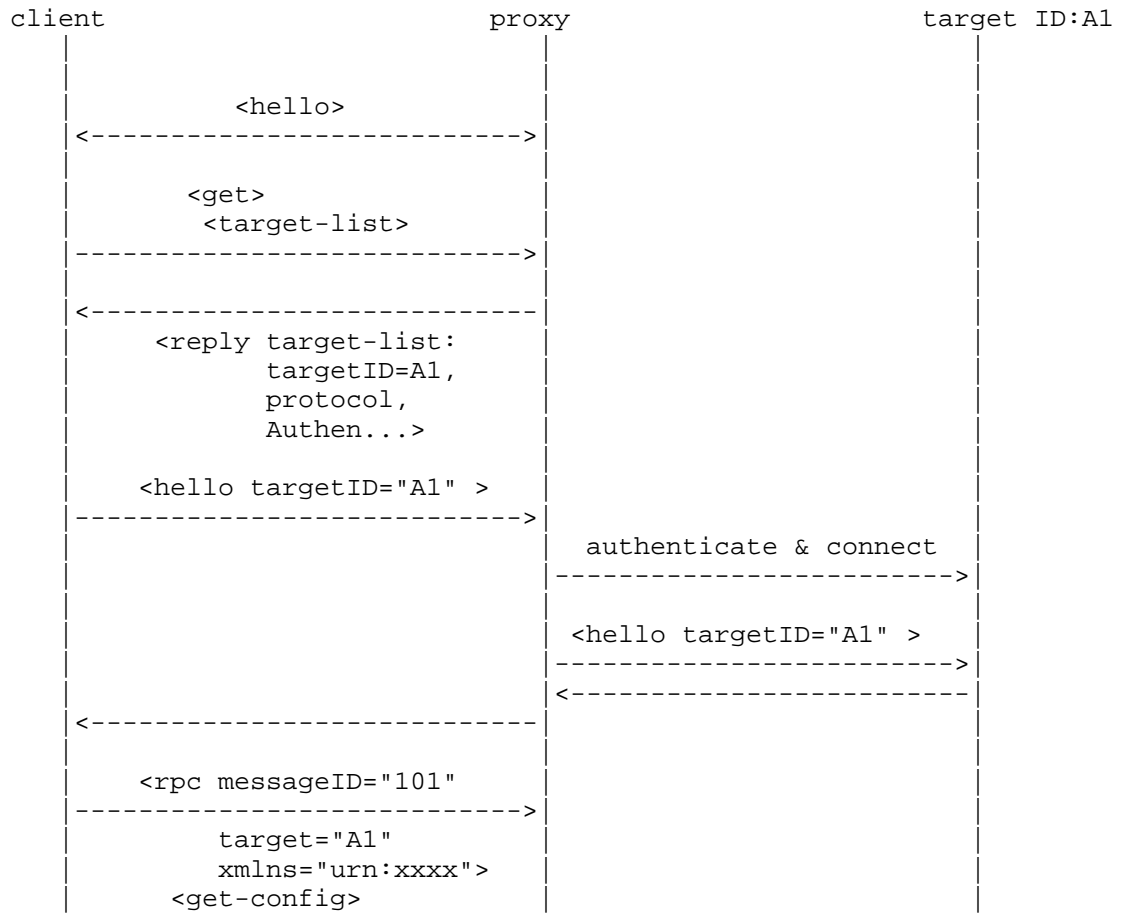 client proxy target ID:A1
<hello>
<get>
<target-list>
<reply target-list:
targetID=A1,
protocol,
Authen...>
<hello targetID="A1" >
authenticate & connect
<hello targetID="A1" >
<rpc messageID="101"
target="A1"
xmlns="urn:xxxx">
<get-config>